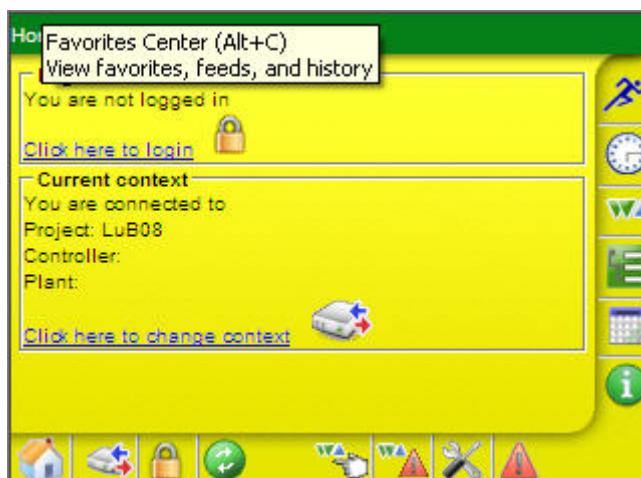 Ho
Favorites Center (Alt+C)
View favorites, feeds, and history
You are not logged in
Click here to login
Current context
You are connected to
Project: LuB08
Controller:
Plant:
Click here to change context